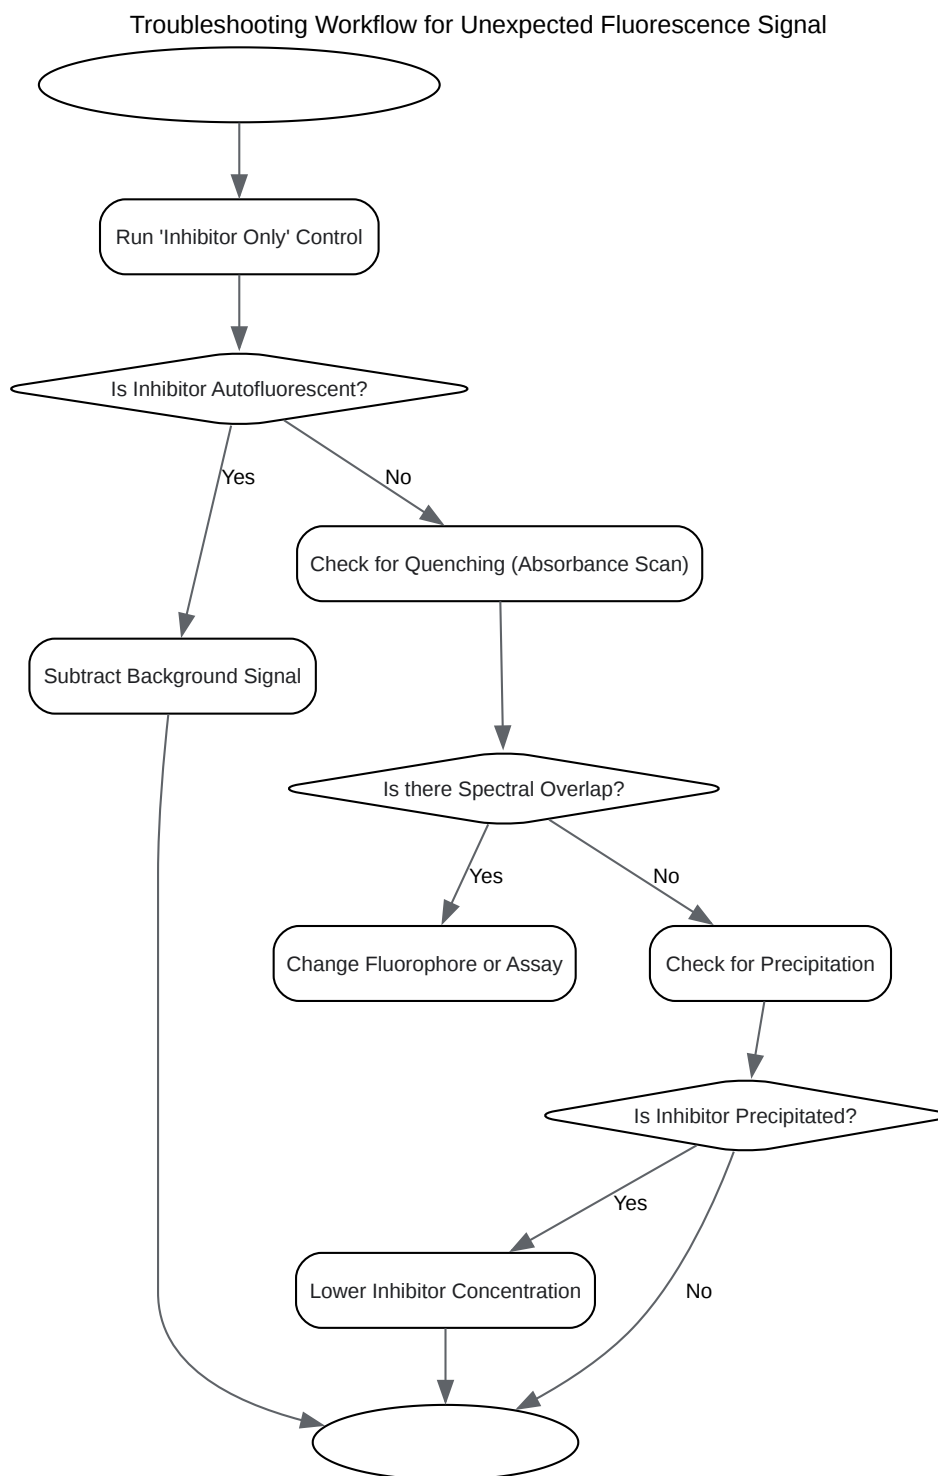 Troubleshooting Workflow for Unexpected Fluorescence Signal
Run 'Inhibitor Only' Control
Is Inhibitor Autofluorescent?
Yes
No
Check for Quenching (Absorbance Scan)
Subtract Background Signal
Is there Spectral Overlap?
Yes
No
Change Fluorophore or Assay
Check for Precipitation
Is Inhibitor Precipitated?
Yes
Lower Inhibitor Concentration
No